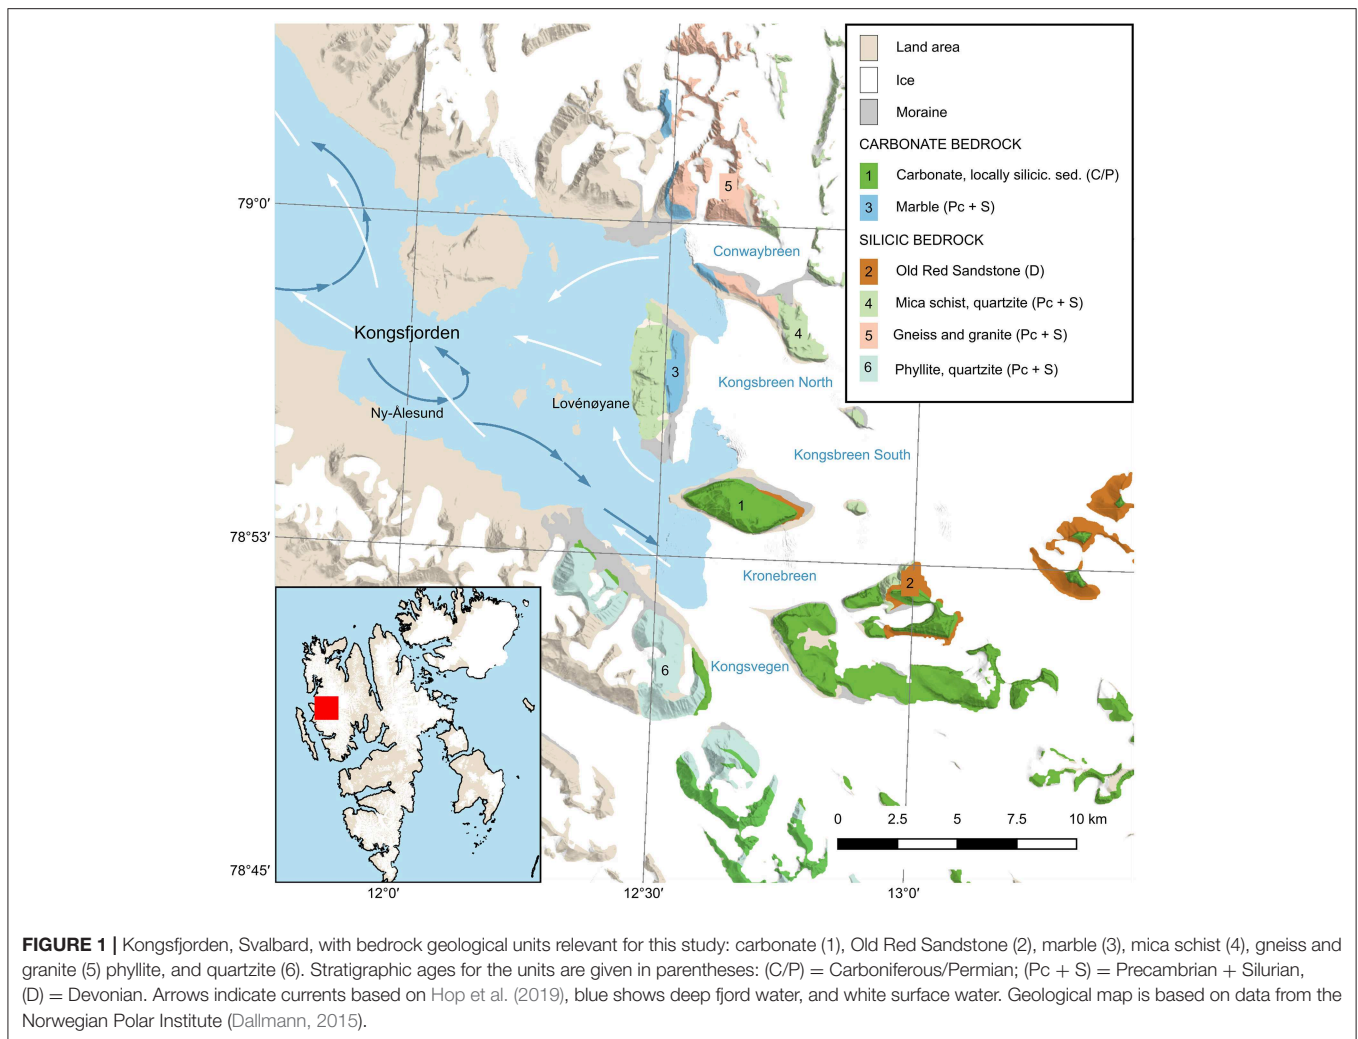 Land area
Ice
Moraine
CARBONATE BEDROCK
1 Carbonate, locally silicic. sed. (C/P)
3 Marble (Pc + S)
SILICIC BEDROCK
2 Old Red Sandstone (D)
4 Mica schist, quartzite (Pc + S)
5 Gneiss and granite (Pc + S)
6 Phyllite, quartzite (Pc + S)
5
79°0′
Conwaybreen
Kongsfjorden
4
3
Kongsbreen North
Lovénøyane
Ny-Ålesund
Kongsbreen South
1
78°53′
Kronebreen
2
6
Kongsvegen
0 2.5 5 7.5 10 km
78°45′
12°0′ 12°30′ 13°0′
FIGURE 1 | Kongsfjorden, Svalbard, with bedrock geological units relevant for this study: carbonate (1), Old Red Sandstone (2), marble (3), mica schist (4), gneiss and
granite (5) phyllite, and quartzite (6). Stratigraphic ages for the units are given in parentheses: (C/P) = Carboniferous/Permian; (Pc + S) = Precambrian + Silurian,
(D) = Devonian. Arrows indicate currents based on Hop et al. (2019), blue shows deep fjord water, and white surface water. Geological map is based on data from the
Norwegian Polar Institute (Dallmann, 2015).